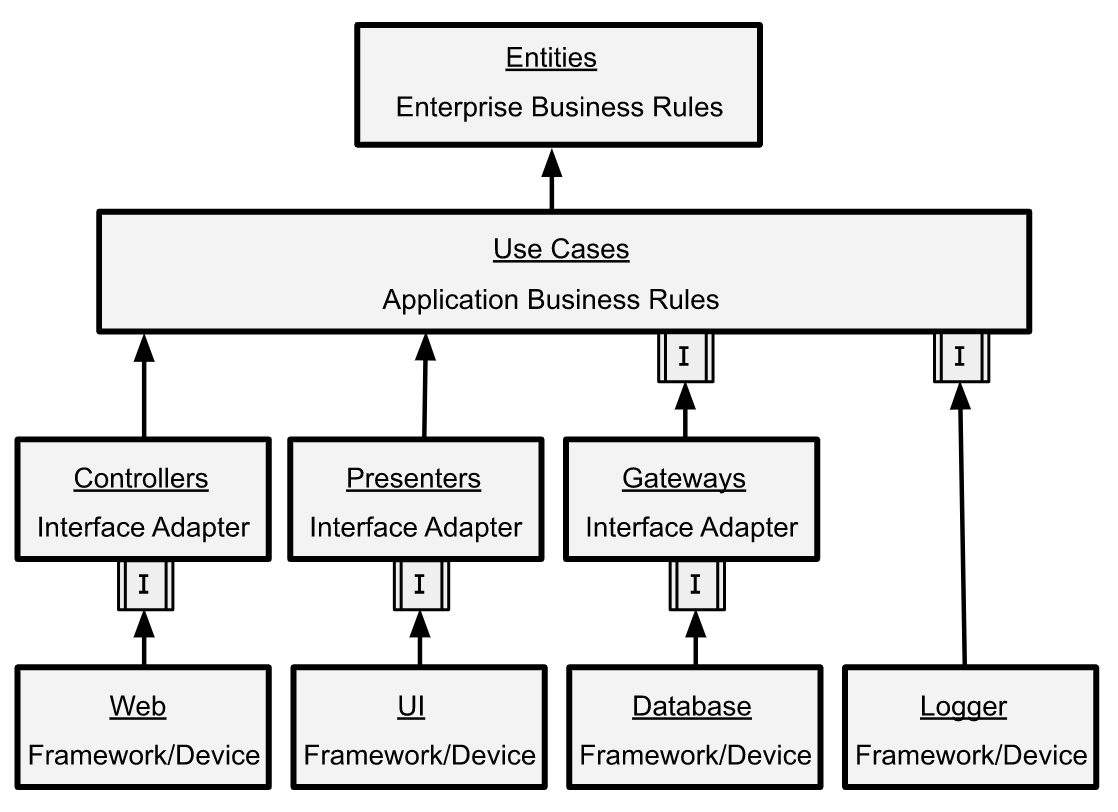 Entities
Enterprise Business Rules
Use Cases
Application Business Rules
I
I
Controllers
Interface Adapter
Presenters
Interface Adapter
Gateways
Interface Adapter
I
I
I
Web
Framework/Device
UI
Framework/Device
Database
Framework/Device
Logger
Framework/Device